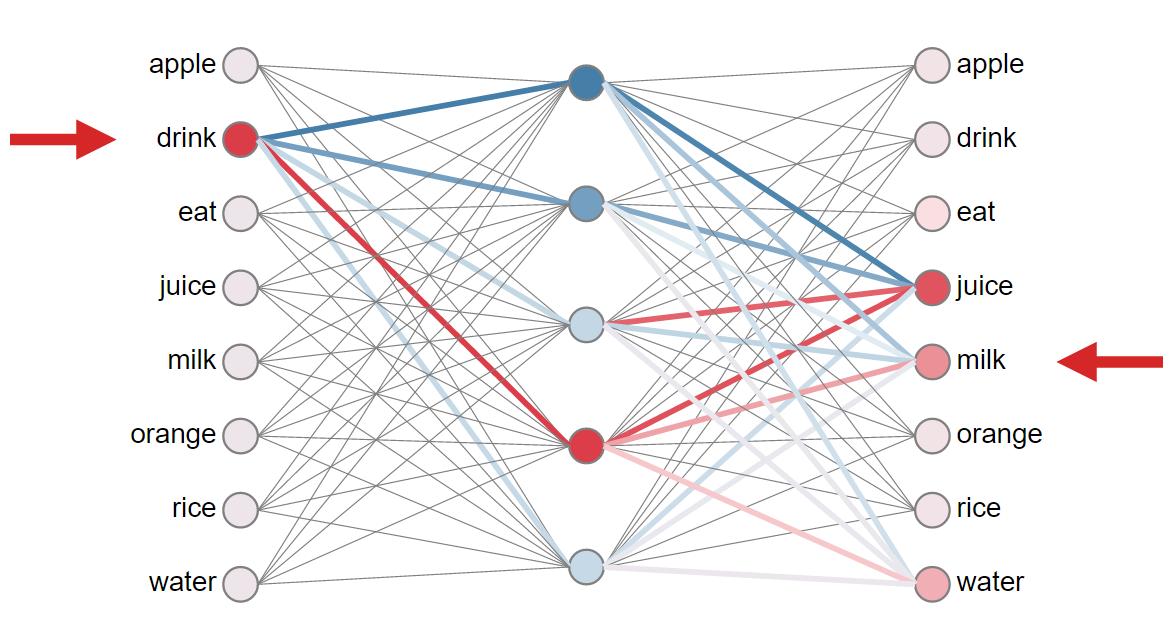 apple
drink
eat
juice
milk
orange
rice
water
apple
drink
eat
juice
milk
orange
rice
water